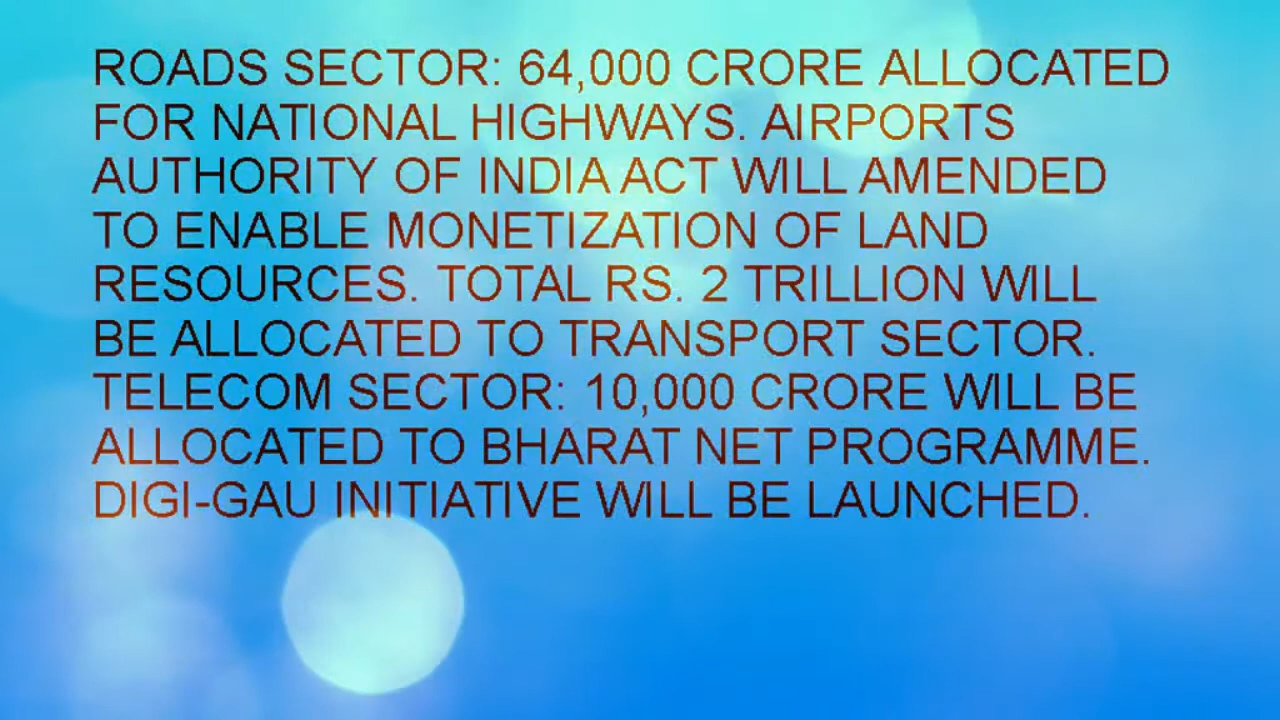 ROADS SECTOR: 64,000 CRORE ALLOCATED
FOR NATIONAL HIGHWAYS. AIRPORTS
AUTHORITY OF INDIA ACT WILL AMENDED
TO ENABLE MONETIZATION OF LAND
RESOURCES. TOTAL RS. 2 TRILLION WILL
BE ALLOCATED TO TRANSPORT SECTOR.
TELECOM SECTOR: 10,000 CRORE WILL BE
ALLOCATED TO BHARAT NET PROGRAMME.
DIGI-GAU INITIATIVE WILL BE LAUNCHED.